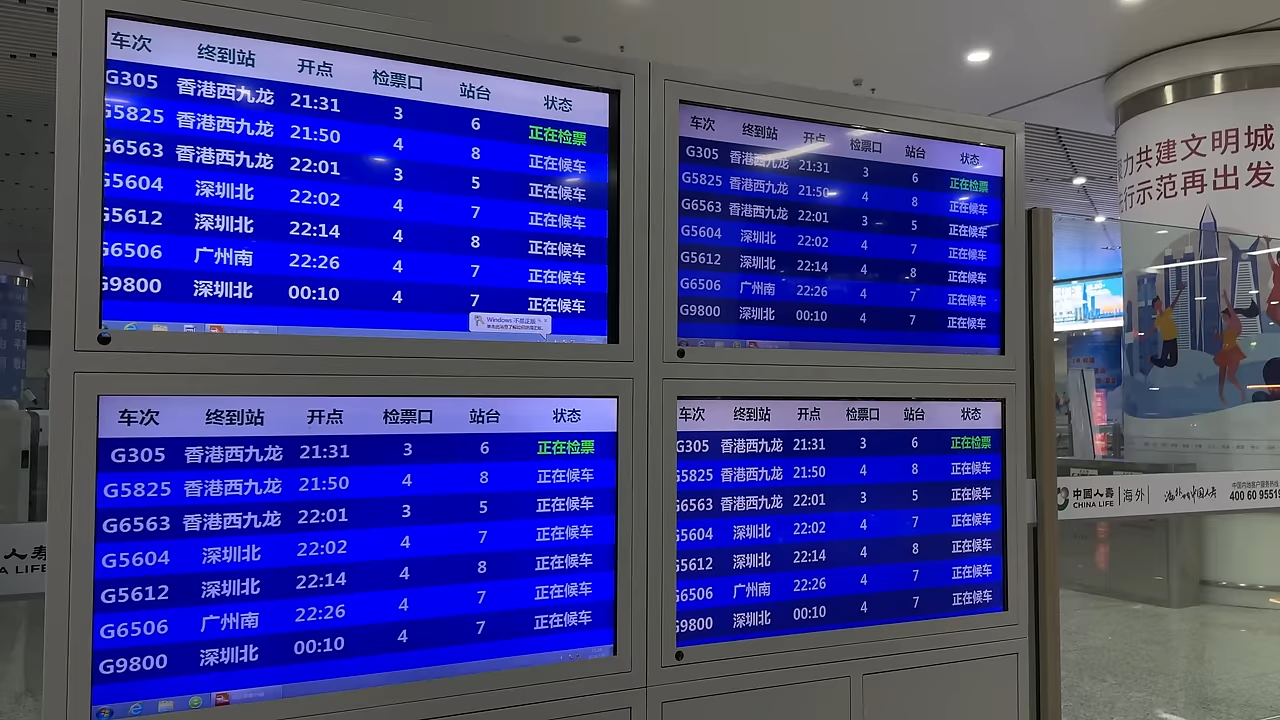 车次 终到站 开点 检票口 站台 状态
G305 香港西九龙 21:31 3 6 正在检票
G5825 香港西九龙 21:50 4 8 正在候车
G6563 香港西九龙 22:01 3 5 正在候车
G5604 深圳北 22:02 4 7 正在候车
G5612 深圳北 22:14 4 8 正在候车
G6506 广州南 22:26 4 7 正在候车
G9800 深圳北 00:10 4 7 正在候车
Windows 不是正版
车次 终到站 开点 检票口 站台 状态
G305 香港西九龙 21:31 3 6 正在检票
G5825 香港西九龙 21:50 4 8 正在候车
G6563 香港西九龙 22:01 3 5 正在候车
G5604 深圳北 22:02 4 7 正在候车
G5612 深圳北 22:14 4 8 正在候车
G6506 广州南 22:26 4 7 正在候车
G9800 深圳北 00:10 4 7 正在候车
车次 终到站 开点 检票口 站台 状态
G305 香港西九龙 21:31 3 6 正在检票
G5825 香港西九龙 21:50 4 8 正在候车
G6563 香港西九龙 22:01 3 5 正在候车
G5604 深圳北 22:02 4 7 正在候车
G5612 深圳北 22:14 4 8 正在候车
G6506 广州南 22:26 4 7 正在候车
G9800 深圳北 00:10 4 7 正在候车
车次 终到站 开点 检票口 站台 状态
G305 香港西九龙 21:31 3 6 正在检票
G5825 香港西九龙 21:50 4 8 正在候车
G6563 香港西九龙 22:01 3 5 正在候车
G5604 深圳北 22:02 4 7 正在候车
G5612 深圳北 22:14 4 8 正在候车
G6506 广州南 22:26 4 7 正在候车
G9800 深圳北 00:10 4 7 正在候车
力共建文明城
行示范再出发
中國人壽 海外
CHINA LIFE
中国内地客户服务热线
400 60 95519
人寿
A LIFE